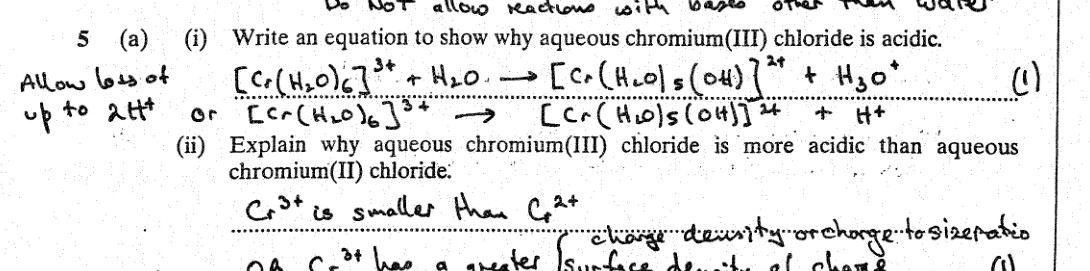 Do NOT allow reactions with bases other than water
5 (a) (i) Write an equation to show why aqueous chromium(III) chloride is acidic.
Allow loss of [Cr(H₂O)₆]³⁺ + H₂O → [Cr(H₂O)₅(OH)]²⁺ + H₃O⁺ (1)
up to 2H⁺ or [Cr(H₂O)₆]³⁺ → [Cr(H₂O)₅(OH)]²⁺ + H⁺
(ii) Explain why aqueous chromium(III) chloride is more acidic than aqueous
chromium(II) chloride.
Cr³⁺ is smaller than Cr²⁺
charge density or charge to size ratio
OR Cr³⁺ has a greater surface density of charge (1)